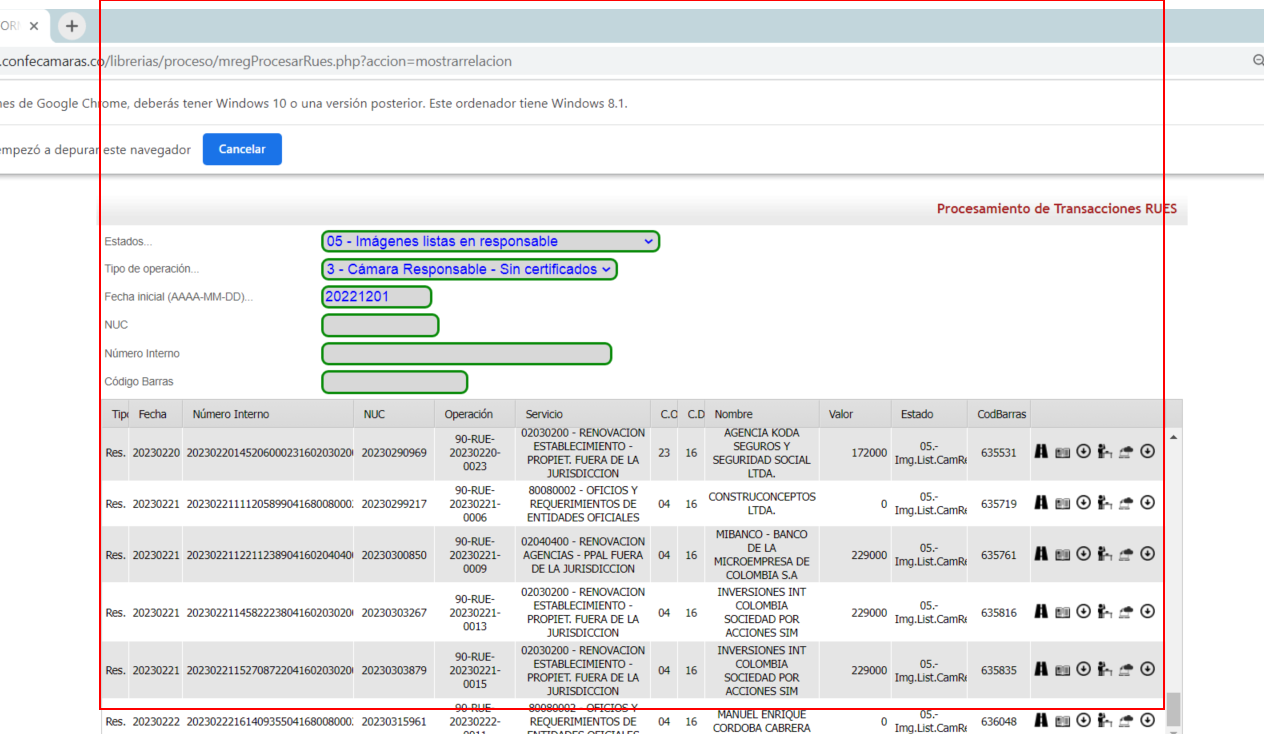 .confecamaras.co/librerias/proceso/mregProcesarRues.php?accion=mostrarrelacion
nes de Google Chrome, deberás tener Windows 10 o una versión posterior. Este ordenador tiene Windows 8.1.
empezó a depurar este navegador Cancelar
Procesamiento de Transacciones RUES
Estados... 05 - Imágenes listas en responsable
Tipo de operación... 3 - Cámara Responsable - Sin certificados
Fecha inicial (AAAA-MM-DD)... 20221201
NUC
Número Interno
Código Barras
Tipo Fecha Número Interno NUC Operación Servicio C.O C.D Nombre Valor Estado CodBarras
Res. 20230220 20230220145206000231602030200 20230290969 90-RUE-20230220-0023 02030200 - RENOVACION ESTABLECIMIENTO - PROPIET. FUERA DE LA JURISDICCION 23 16 AGENCIA KODA SEGUROS Y SEGURIDAD SOCIAL LTDA. 172000 05.-Img.List.CamRe 635531
Res. 20230221 20230221111205899041680080002 20230299217 90-RUE-20230221-0006 80080002 - OFICIOS Y REQUERIMIENTOS DE ENTIDADES OFICIALES 04 16 CONSTRUCONCEPTOS LTDA. 0 05.-Img.List.CamRe 635719
Res. 20230221 20230221122112389041602040400 20230300850 90-RUE-20230221-0009 02040400 - RENOVACION AGENCIAS - PPAL FUERA DE LA JURISDICCION 04 16 MIBANCO - BANCO DE LA MICROEMPRESA DE COLOMBIA S.A 229000 05.-Img.List.CamRe 635761
Res. 20230221 20230221145822238041602030200 20230303267 90-RUE-20230221-0013 02030200 - RENOVACION ESTABLECIMIENTO - PROPIET. FUERA DE LA JURISDICCION 04 16 INVERSIONES INT COLOMBIA SOCIEDAD POR ACCIONES SIM 229000 05.-Img.List.CamRe 635816
Res. 20230221 20230221152708722041602030200 20230303879 90-RUE-20230221-0015 02030200 - RENOVACION ESTABLECIMIENTO - PROPIET. FUERA DE LA JURISDICCION 04 16 INVERSIONES INT COLOMBIA SOCIEDAD POR ACCIONES SIM 229000 05.-Img.List.CamRe 635835
Res. 20230222 20230222161409355041680080002 20230315961 90-RUE-20230222-0011 80080002 - OFICIOS Y REQUERIMIENTOS DE ENTIDADES OFICIALES 04 16 MANUEL ENRIQUE CORDOBA CABRERA 0 05.-Img.List.CamRe 636048